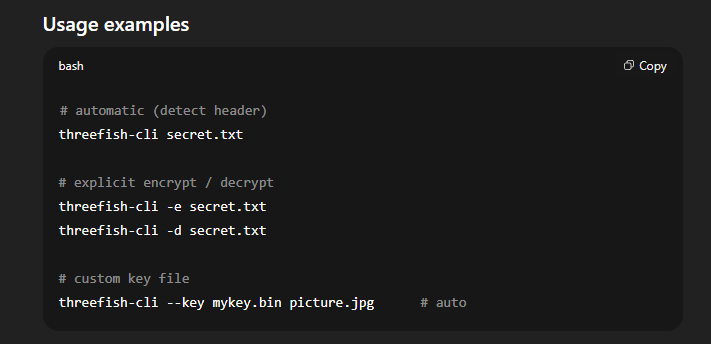 Usage examples
bash
Copy
# automatic (detect header)
threefish-cli secret.txt
# explicit encrypt / decrypt
threefish-cli -e secret.txt
threefish-cli -d secret.txt
# custom key file
threefish-cli --key mykey.bin picture.jpg # auto